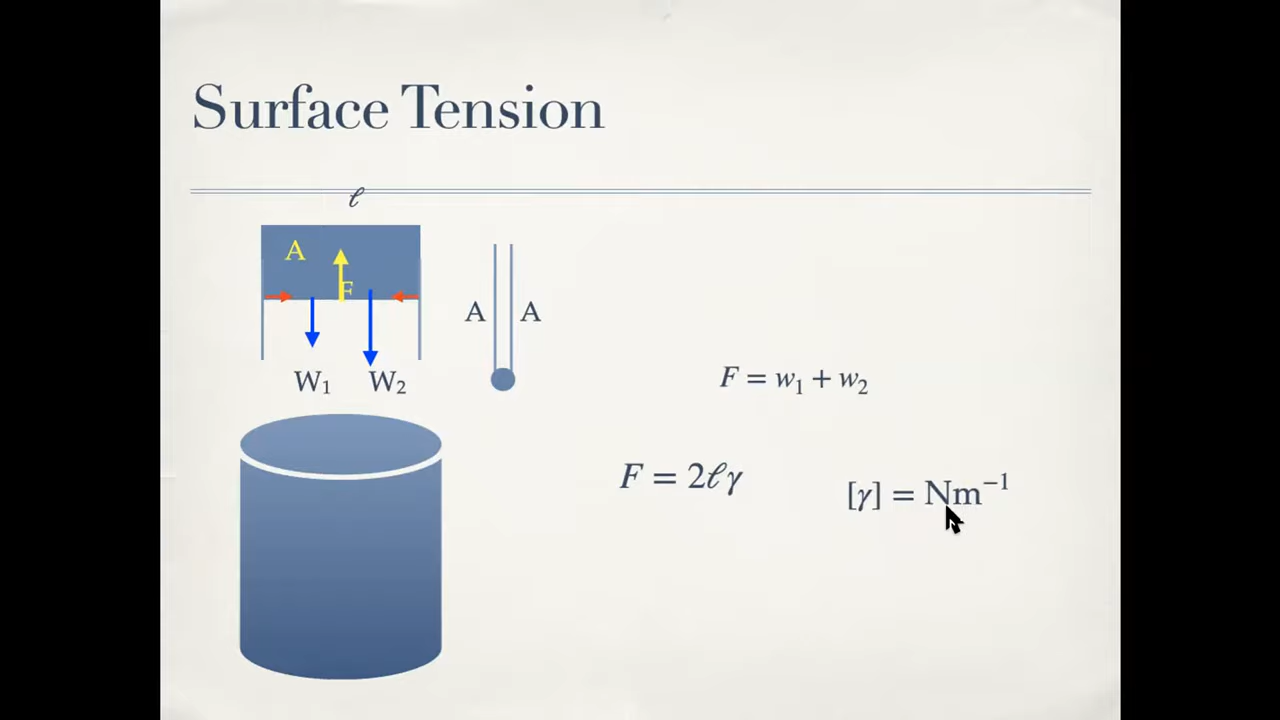 Surface Tension
ℓ
A
F
A A
W₁ W₂
F = w₁ + w₂
F = 2ℓγ
[γ] = Nm⁻¹